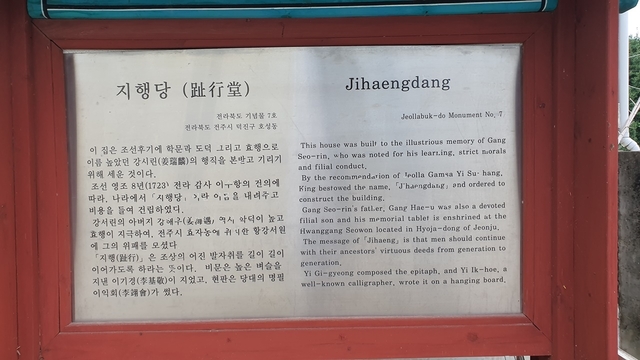 지행당 (趾行堂)
전라북도 기념물 7호
전라북도 전주시 덕진구 호성동
이 집은 조선후기에 학문과 도덕 그리고 효행으로
이름 높았던 강서린(姜瑞麟)의 행적을 본받고 기리기
위해 세운 것이다.
조선 영조 8년(1723) 전라 감사 의 건의에
따라, 나라에서 「지행당」 내려주고
비용을 들여 건립하였다.
강서린의 아버지 높고
효행이 지극하여, 전주시 효자동에 황강서원
에 그의 위패를 모셨다
「지행(趾行)」은 조상의 어진 발자취를 길이 길이
이어가도록 하라는 뜻이다. 비문은 높은 벼슬을
지낸 이기경(李基敬)이 지었고, 현판은 당대의 명필
이익회(李翊會)가 썼다.
Jihaengdang
Jeollabuk-do Monument No. 7
This house was built to the illustrious memory of Gang
Seo-rin, who was noted for his learning, strict morals
and filial conduct.
By the recommendation of Jeolla Gamsa Yi Su- hang,
King bestowed the name, 「Jihaengdang」 and ordered to
construct the building.
Gang Seo-rin's father, Gang Hae-u was also a devoted
filial son and his memorial tablet is enshrined at the
Hwanggang Seowon located in Hyoja-dong of Jeonju.
The message of 「Jihaeng」 is that men should continue
with their ancestors' virtuous deeds from generation to
generation.
Yi Gi-gyeong composed the epitaph, and Yi Ik-hoe, a
well-known calligrapher, wrote it on a hanging board.